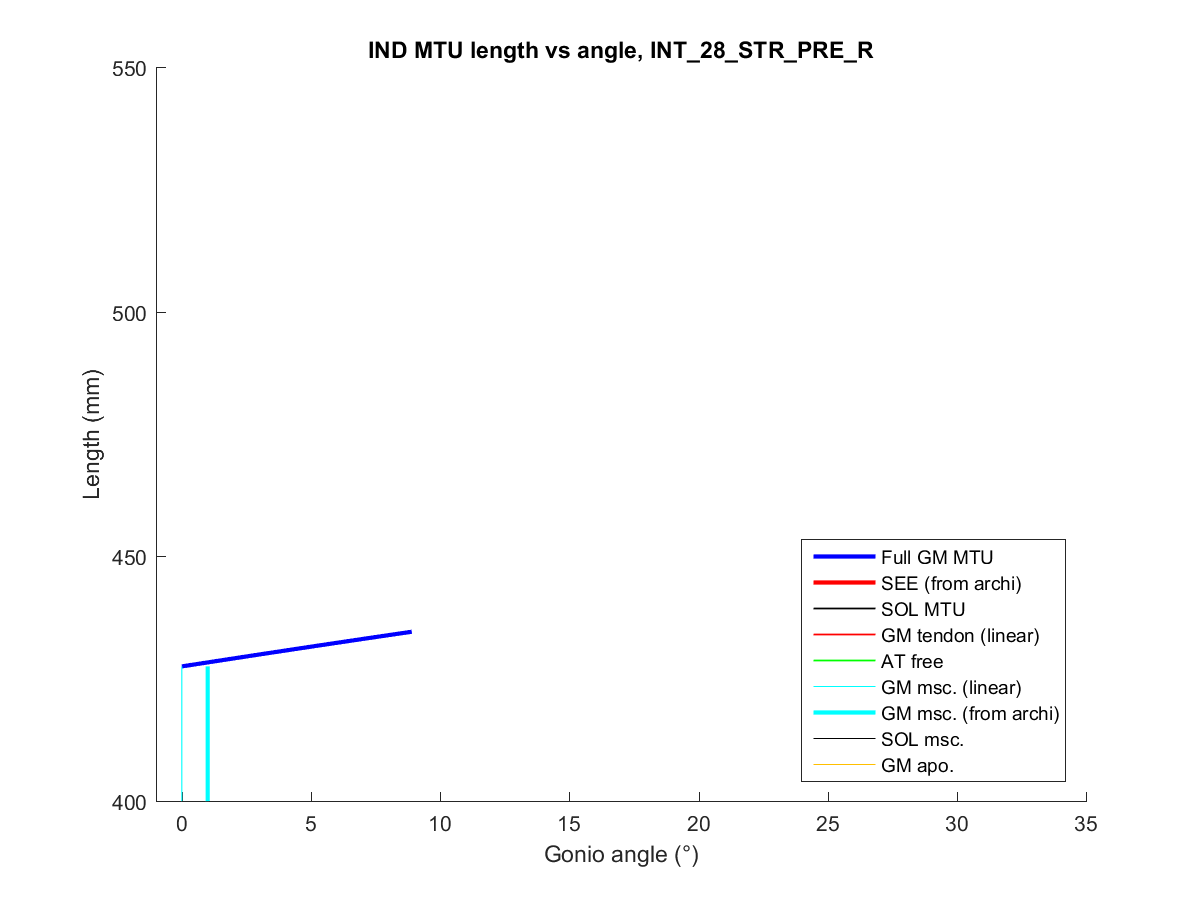 IND MTU length vs angle, INT_28_STR_PRE_R
550
500
450
400
Length (mm)
0 5 10 15 20 25 30 35
Gonio angle (°)
Full GM MTU
SEE (from archi)
SOL MTU
GM tendon (linear)
AT free
GM msc. (linear)
GM msc. (from archi)
SOL msc.
GM apo.